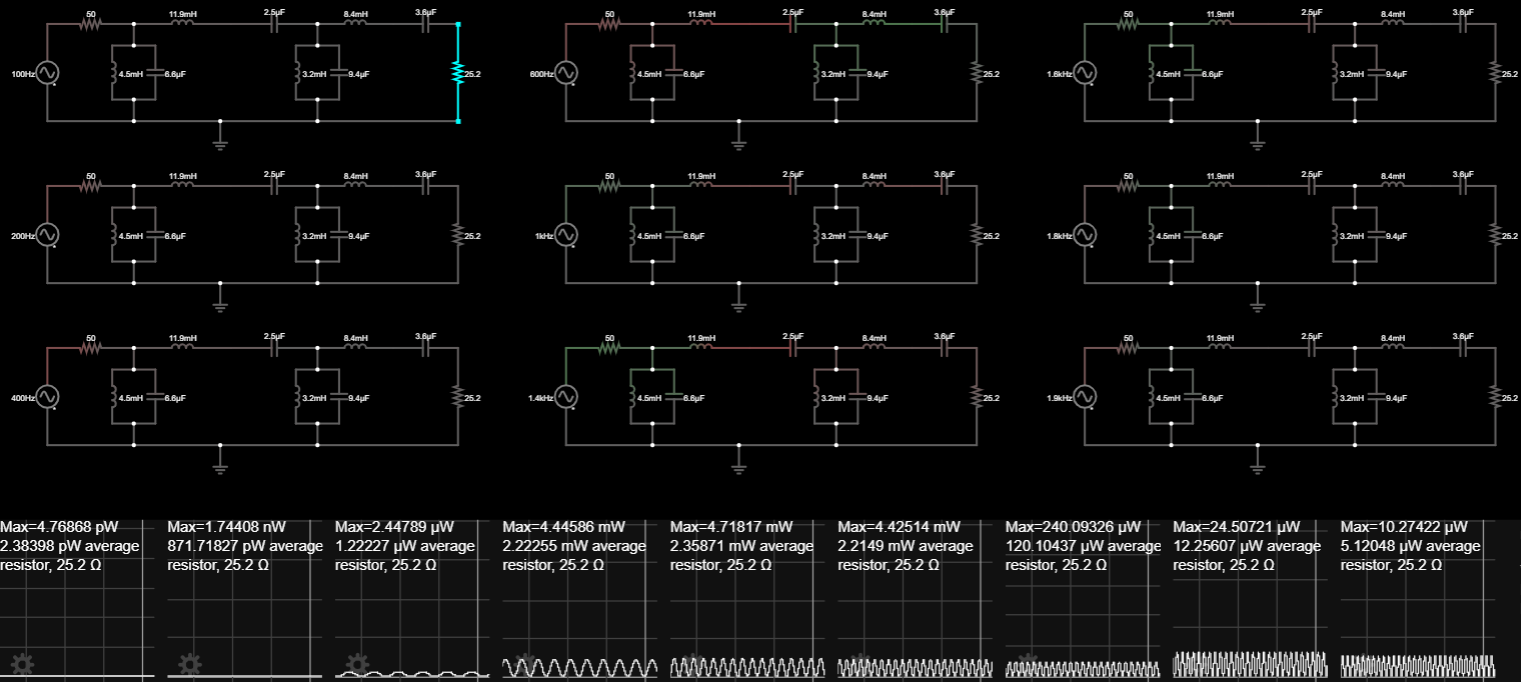 50 11.9mH 2.5µF 8.4mH 3.6µF
100Hz 4.5mH 6.6µF 3.2mH 9.4µF 25.2
50 11.9mH 2.5µF 8.4mH 3.6µF
600Hz 4.5mH 6.6µF 3.2mH 9.4µF 25.2
50 11.9mH 2.5µF 8.4mH 3.6µF
1.6kHz 4.5mH 6.6µF 3.2mH 9.4µF 25.2
50 11.9mH 2.5µF 8.4mH 3.6µF
200Hz 4.5mH 6.6µF 3.2mH 9.4µF 25.2
50 11.9mH 2.5µF 8.4mH 3.6µF
1kHz 4.5mH 6.6µF 3.2mH 9.4µF 25.2
50 11.9mH 2.5µF 8.4mH 3.6µF
1.8kHz 4.5mH 6.6µF 3.2mH 9.4µF 25.2
50 11.9mH 2.5µF 8.4mH 3.6µF
400Hz 4.5mH 6.6µF 3.2mH 9.4µF 25.2
50 11.9mH 2.5µF 8.4mH 3.6µF
1.4kHz 4.5mH 6.6µF 3.2mH 9.4µF 25.2
50 11.9mH 2.5µF 8.4mH 3.6µF
1.9kHz 4.5mH 6.6µF 3.2mH 9.4µF 25.2
Max=4.76868 pW
2.38398 pW average
resistor, 25.2 Ω
Max=1.74408 nW
871.71827 pW average
resistor, 25.2 Ω
Max=2.44789 µW
1.22227 µW average
resistor, 25.2 Ω
Max=4.44586 mW
2.22255 mW average
resistor, 25.2 Ω
Max=4.71817 mW
2.35871 mW average
resistor, 25.2 Ω
Max=4.42514 mW
2.2149 mW average
resistor, 25.2 Ω
Max=240.09326 µW
120.10437 µW average
resistor, 25.2 Ω
Max=24.50721 µW
12.25607 µW average
resistor, 25.2 Ω
Max=10.27422 µW
5.12048 µW average
resistor, 25.2 Ω